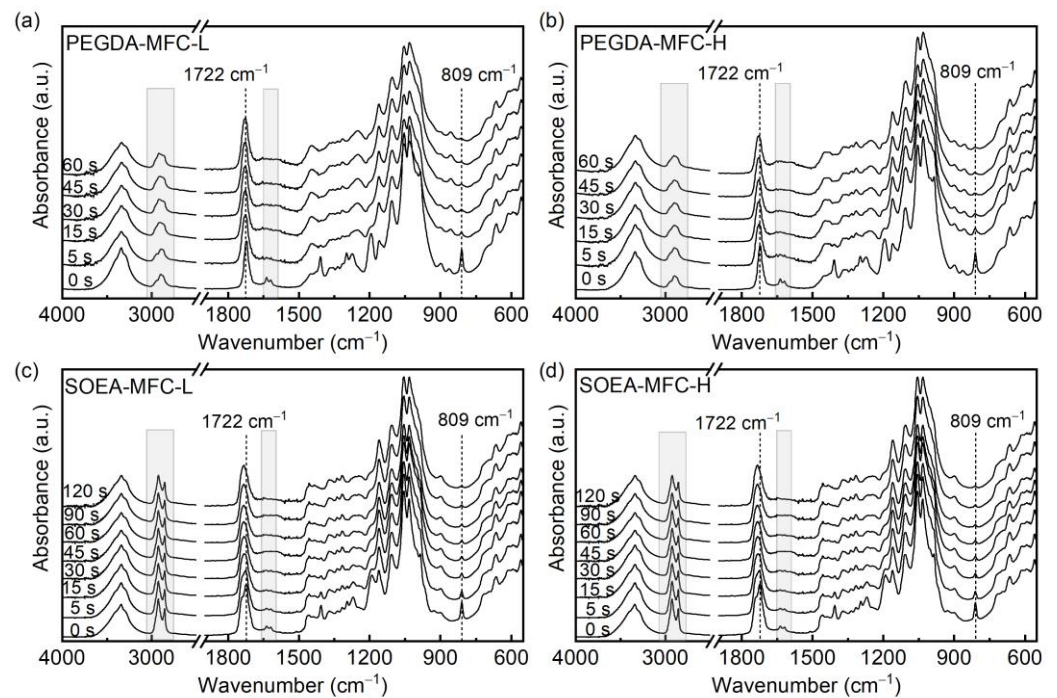 (a)
PEGDA-MFC-L
1722 cm⁻¹
809 cm⁻¹
60 s
45 s
30 s
15 s
5 s
0 s
Absorbance (a.u.)
4000 3000 1800 1500 1200 900 600
Wavenumber (cm⁻¹)
(b)
PEGDA-MFC-H
1722 cm⁻¹
809 cm⁻¹
60 s
45 s
30 s
15 s
5 s
0 s
Absorbance (a.u.)
4000 3000 1800 1500 1200 900 600
Wavenumber (cm⁻¹)
(c)
SOEA-MFC-L
1722 cm⁻¹
809 cm⁻¹
120 s
90 s
60 s
45 s
30 s
15 s
5 s
0 s
Absorbance (a.u.)
4000 3000 1800 1500 1200 900 600
Wavenumber (cm⁻¹)
(d)
SOEA-MFC-H
1722 cm⁻¹
809 cm⁻¹
120 s
90 s
60 s
45 s
30 s
15 s
5 s
0 s
Absorbance (a.u.)
4000 3000 1800 1500 1200 900 600
Wavenumber (cm⁻¹)